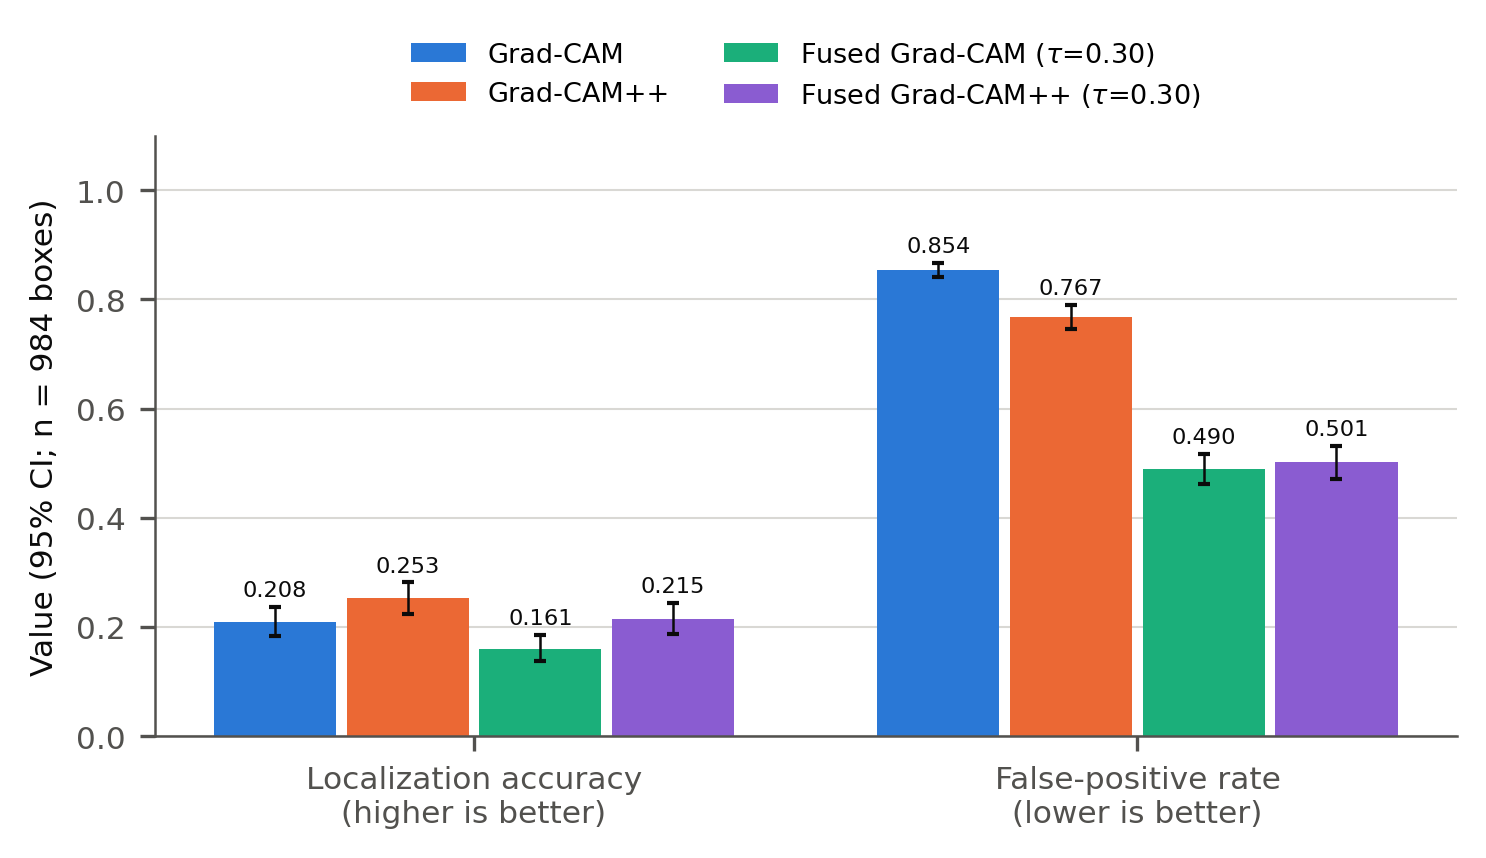 Grad-CAM
Grad-CAM++
Fused Grad-CAM (τ=0.30)
Fused Grad-CAM++ (τ=0.30)
Value (95% CI; n = 984 boxes)
1.0
0.8
0.6
0.4
0.2
0.0
0.208
0.253
0.161
0.215
0.854
0.767
0.490
0.501
Localization accuracy
(higher is better)
False-positive rate
(lower is better)